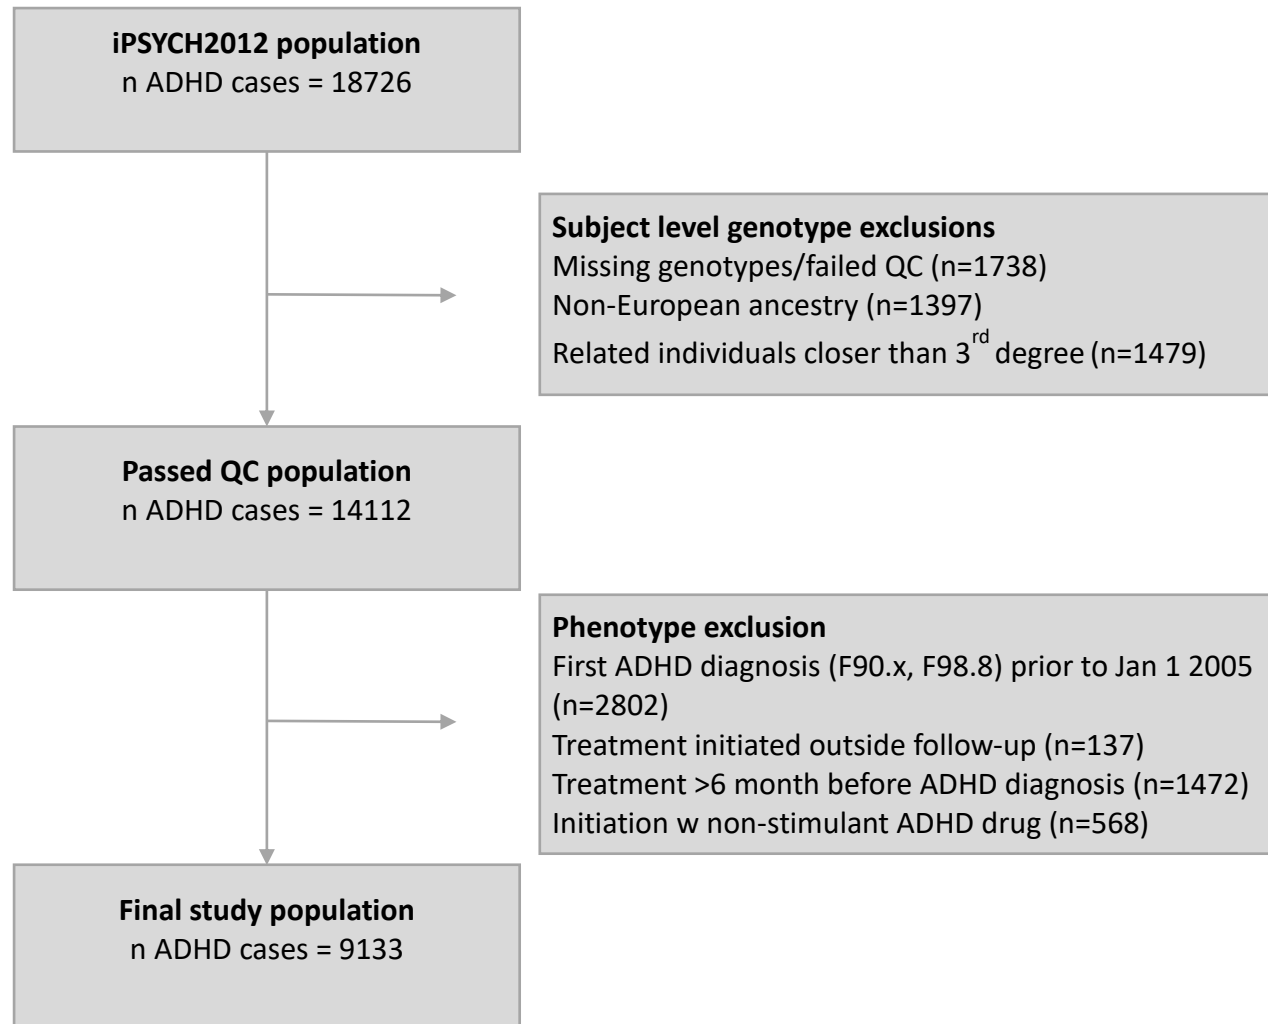 iPSYCH2012 population
n ADHD cases = 18726
Subject level genotype exclusions
Missing genotypes/failed QC (n=1738)
Non-European ancestry (n=1397)
Related individuals closer than 3rd degree (n=1479)
Passed QC population
n ADHD cases = 14112
Phenotype exclusion
First ADHD diagnosis (F90.x, F98.8) prior to Jan 1 2005
(n=2802)
Treatment initiated outside follow-up (n=137)
Treatment >6 month before ADHD diagnosis (n=1472)
Initiation w non-stimulant ADHD drug (n=568)
Final study population
n ADHD cases = 9133